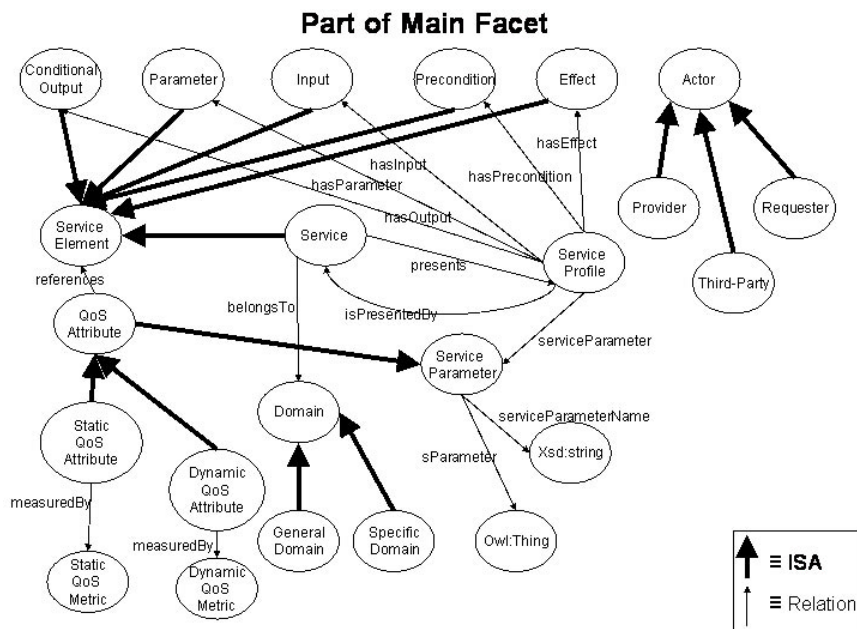 Part of Main Facet
Conditional
Output
Parameter
Input
Precondition
Effect
Actor
hasInput
hasEffect
hasParameter
hasPrecondition
hasOutput
Provider
Requester
Service
Element
Service
Service
Profile
presents
Third-Party
references
belongsTo
isPresentedBy
QoS
Attribute
serviceParameter
Service
Parameter
Domain
serviceParameterName
Static
QoS
Attribute
sParameter
Xsd:string
Dynamic
QoS
Attribute
measuredBy
General
Domain
Specific
Domain
Owl:Thing
measuredBy
Static
QoS
Metric
Dynamic
QoS
Metric
≡ ISA
≡ Relation